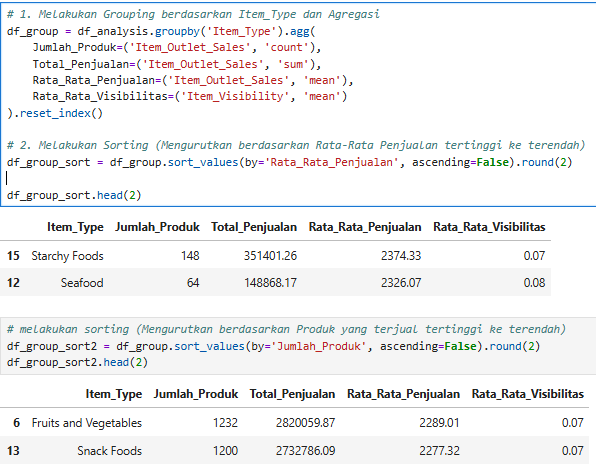 # 1. Melakukan Grouping berdasarkan Item_Type dan Agregasi
df_group = df_analysis.groupby('Item_Type').agg(
    Jumlah_Produk=('Item_Outlet_Sales', 'count'),
    Total_Penjualan=('Item_Outlet_Sales', 'sum'),
    Rata_Rata_Penjualan=('Item_Outlet_Sales', 'mean'),
    Rata_Rata_Visibilitas=('Item_Visibility', 'mean')
).reset_index()
# 2. Melakukan Sorting (Mengurutkan berdasarkan Rata-Rata Penjualan tertinggi ke terendah)
df_group_sort = df_group.sort_values(by='Rata_Rata_Penjualan', ascending=False).round(2)
df_group_sort.head(2)
Item_Type Jumlah_Produk Total_Penjualan Rata_Rata_Penjualan Rata_Rata_Visibilitas
15 Starchy Foods 148 351401.26 2374.33 0.07
12 Seafood 64 148868.17 2326.07 0.08
# melakukan sorting (Mengurutkan berdasarkan Produk yang terjual tertinggi ke terendah)
df_group_sort2 = df_group.sort_values(by='Jumlah_Produk', ascending=False).round(2)
df_group_sort2.head(2)
Item_Type Jumlah_Produk Total_Penjualan Rata_Rata_Penjualan Rata_Rata_Visibilitas
6 Fruits and Vegetables 1232 2820059.87 2289.01 0.07
13 Snack Foods 1200 2732786.09 2277.32 0.07